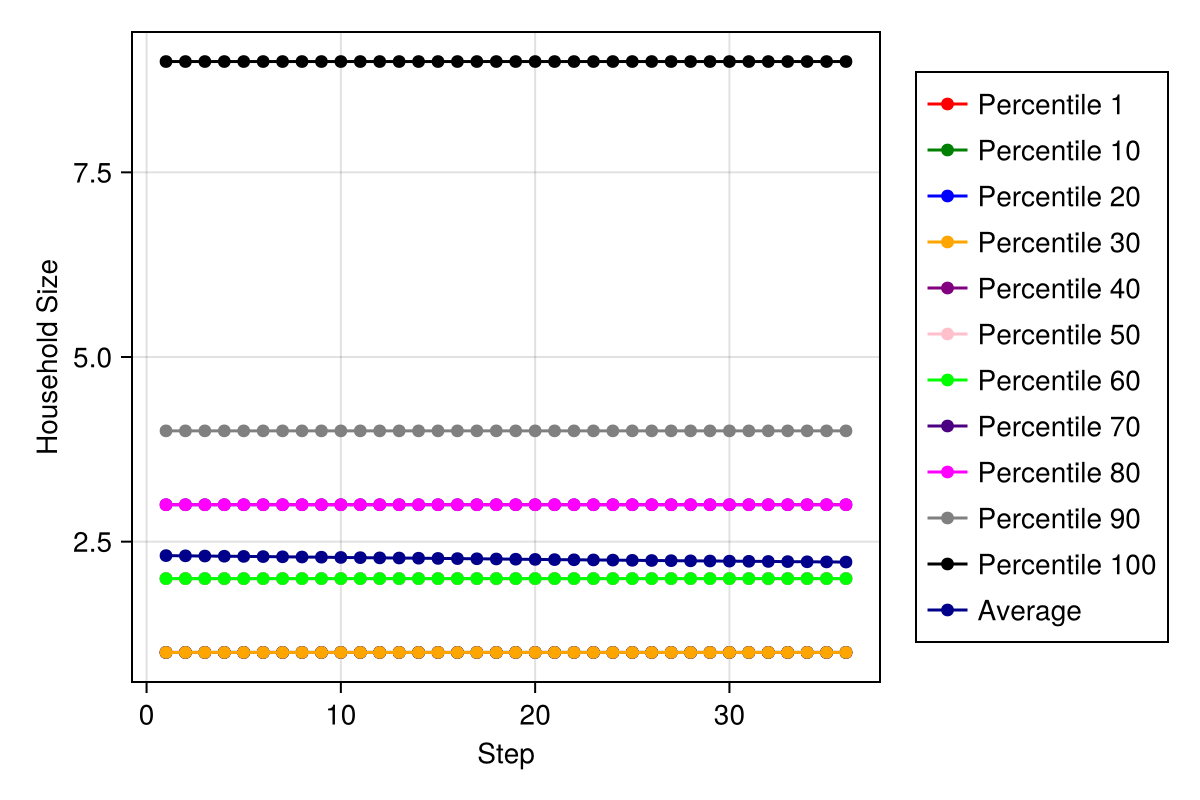 7.5
5.0
2.5
Household Size
0 10 20 30
Step
Percentile 1
Percentile 10
Percentile 20
Percentile 30
Percentile 40
Percentile 50
Percentile 60
Percentile 70
Percentile 80
Percentile 90
Percentile 100
Average